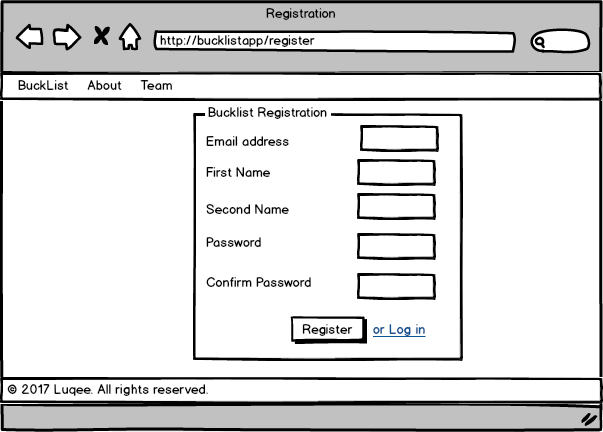 Registration
http://bucklistapp/register
BuckList About Team
Bucklist Registration
Email address
First Name
Second Name
Password
Confirm Password
Register or Log in
© 2017 Luqee. All rights reserved.